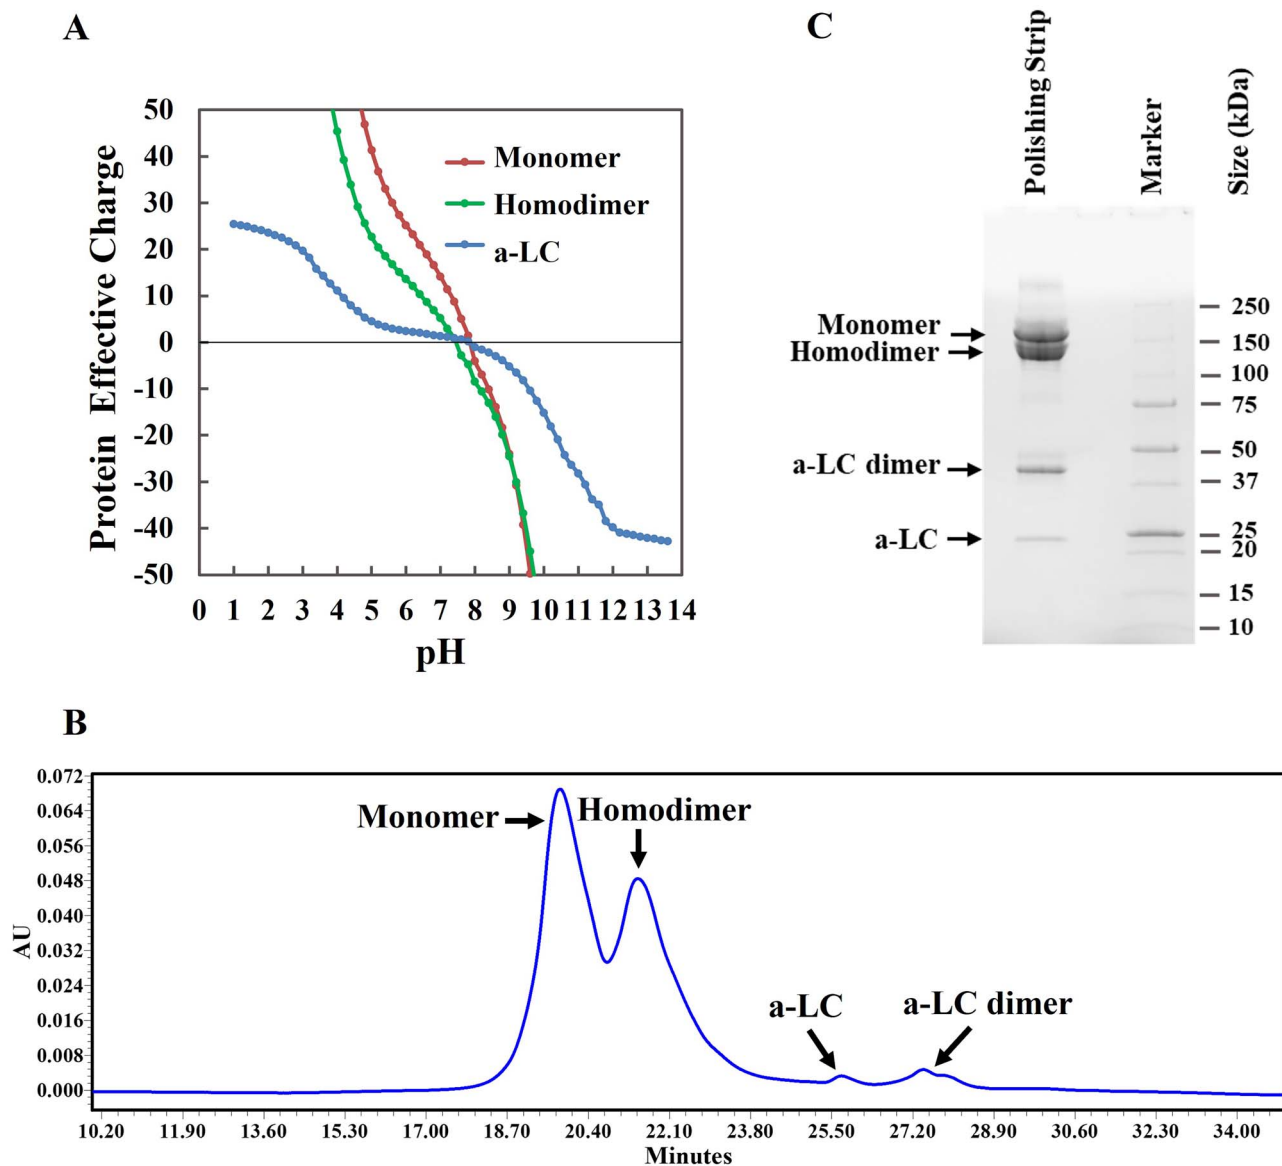 A
Protein Effective Charge
50
40
30
20
10
0
-10
-20
-30
-40
-50
Monomer
Homodimer
a-LC
0 1 2 3 4 5 6 7 8 9 10 11 12 13 14
pH
C
Polishing Strip
Marker
Size (kDa)
Monomer
Homodimer
a-LC dimer
a-LC
250
150
100
75
50
37
25
20
15
10
B
AU
0.072
0.064
0.056
0.048
0.040
0.032
0.024
0.016
0.008
0.000
Monomer
Homodimer
a-LC
a-LC dimer
10.20 11.90 13.60 15.30 17.00 18.70 20.40 22.10 23.80 25.50 27.20 28.90 30.60 32.30 34.00
Minutes